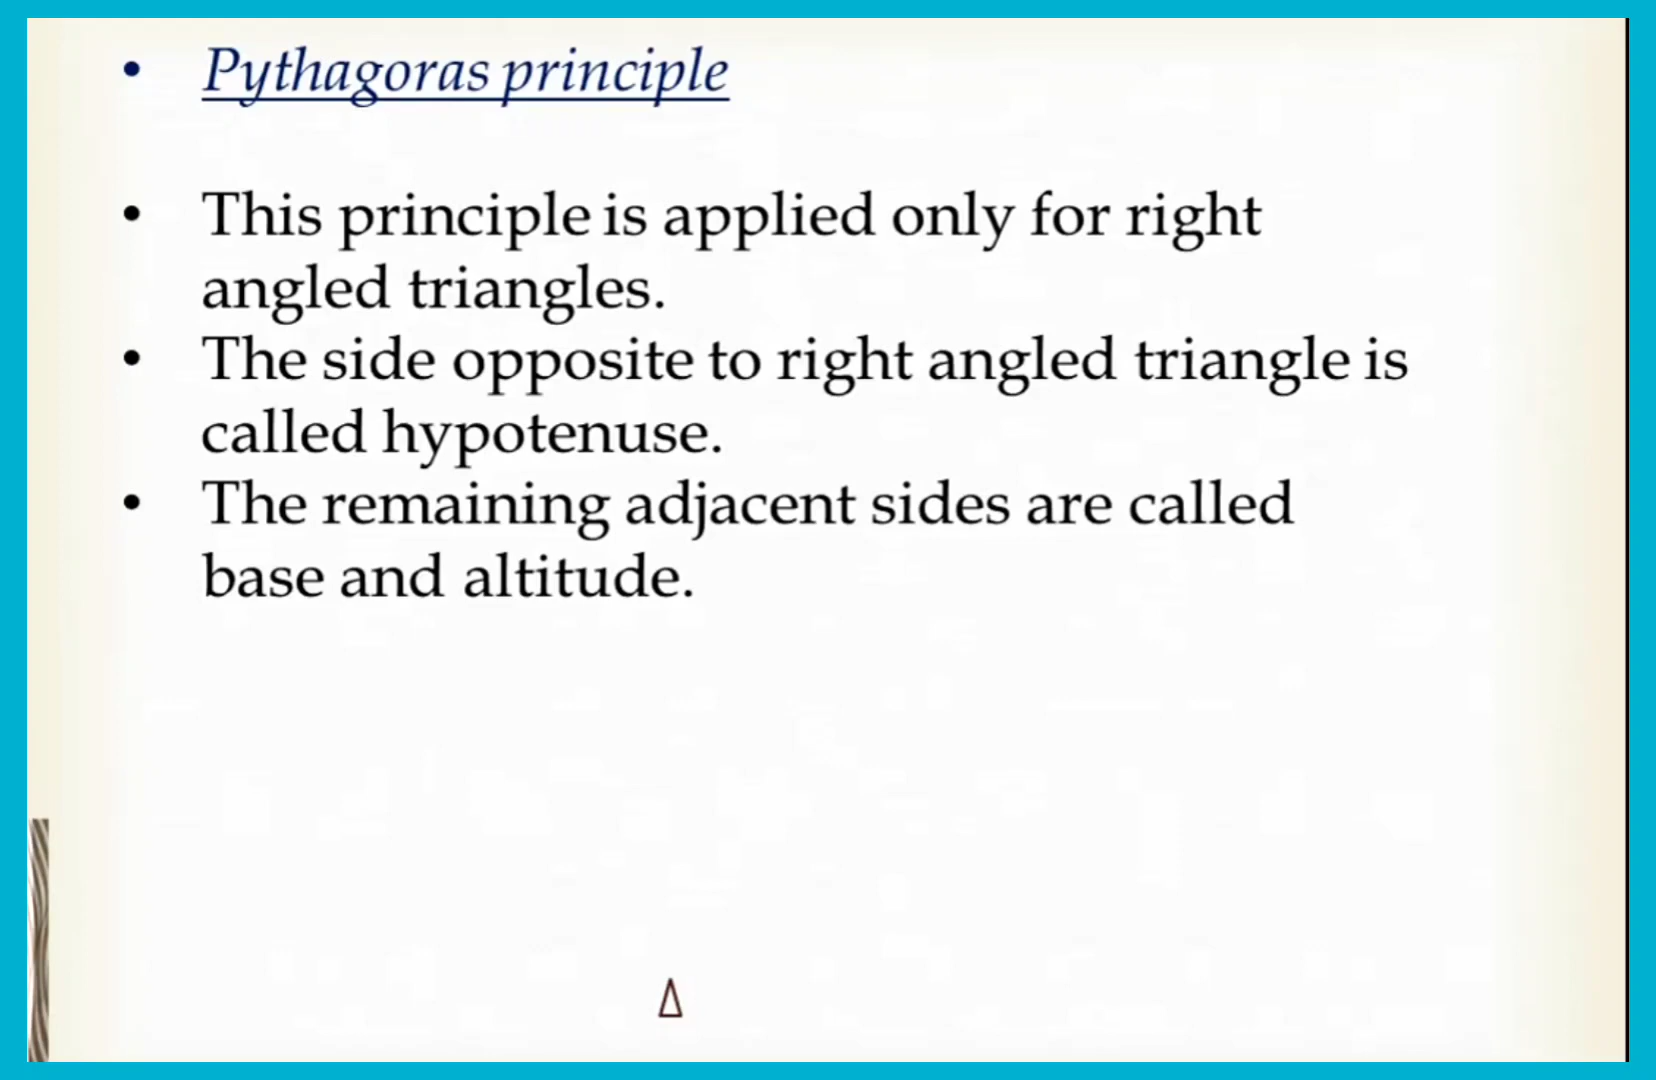 • Pythagoras principle
• This principle is applied only for right
angled triangles.
• The side opposite to right angled triangle is
called hypotenuse.
• The remaining adjacent sides are called
base and altitude.
Δ